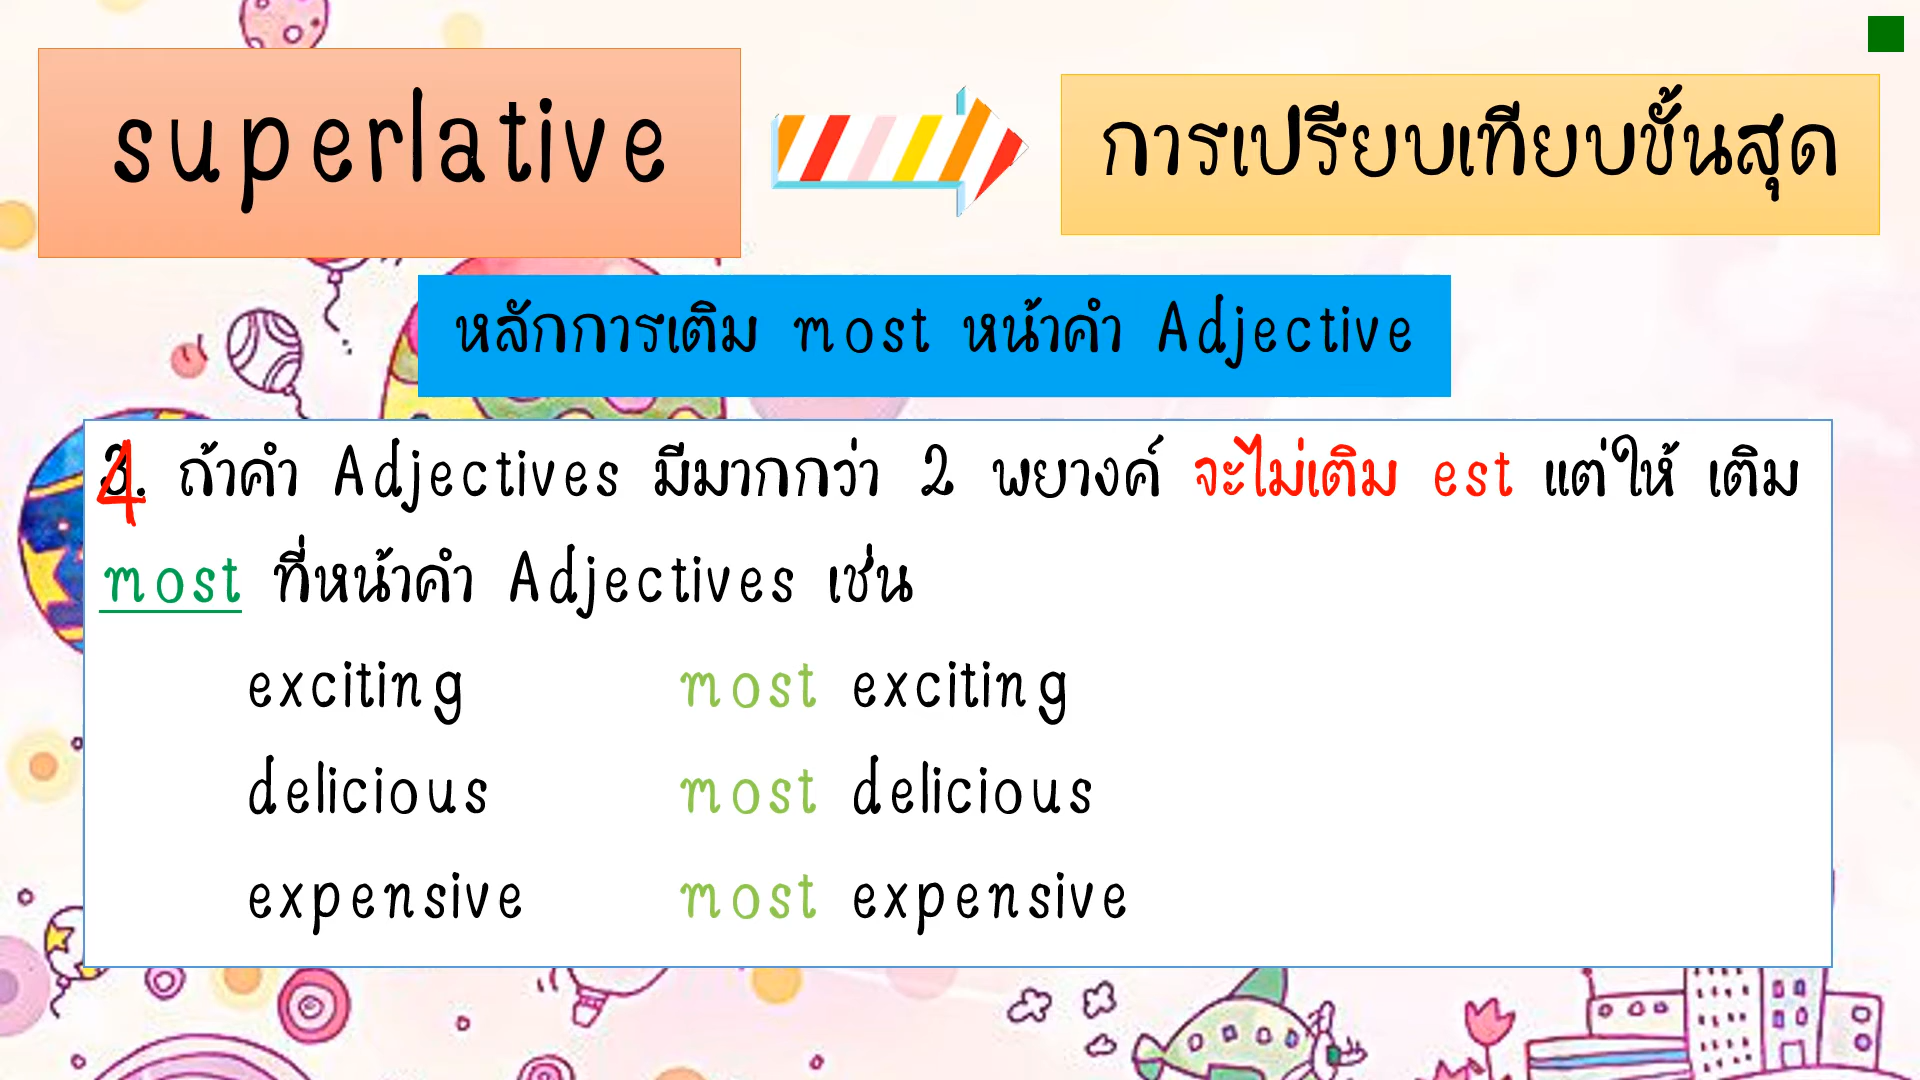 superlative
การเปรียบเทียบขั้นสุด
หลักการเติม most หน้าคำ Adjective
4
3. ถ้าคำ Adjectives มีมากกว่า 2 พยางค์ จะไม่เติม est แต่ให้ เติม
most ที่หน้าคำ Adjectives เช่น
exciting most exciting
delicious most delicious
expensive most expensive